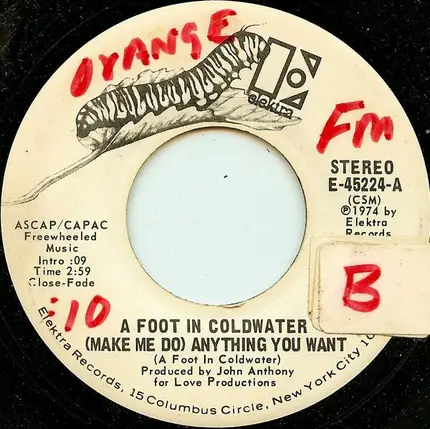 ORANGE
elektra
FM
STEREO
E-45224-A
(CSM)
Ⓟ1974 by
Elektra
Records
ASCAP/CAPAC
Freewheeled
Music
Intro :09
Time 2:59
Close-Fade
:10
B
A FOOT IN COLDWATER
(MAKE ME DO) ANYTHING YOU WANT
(A Foot In Coldwater)
Produced by John Anthony
for Love Productions
Elektra Records, 15 Columbus Circle, New York City 10